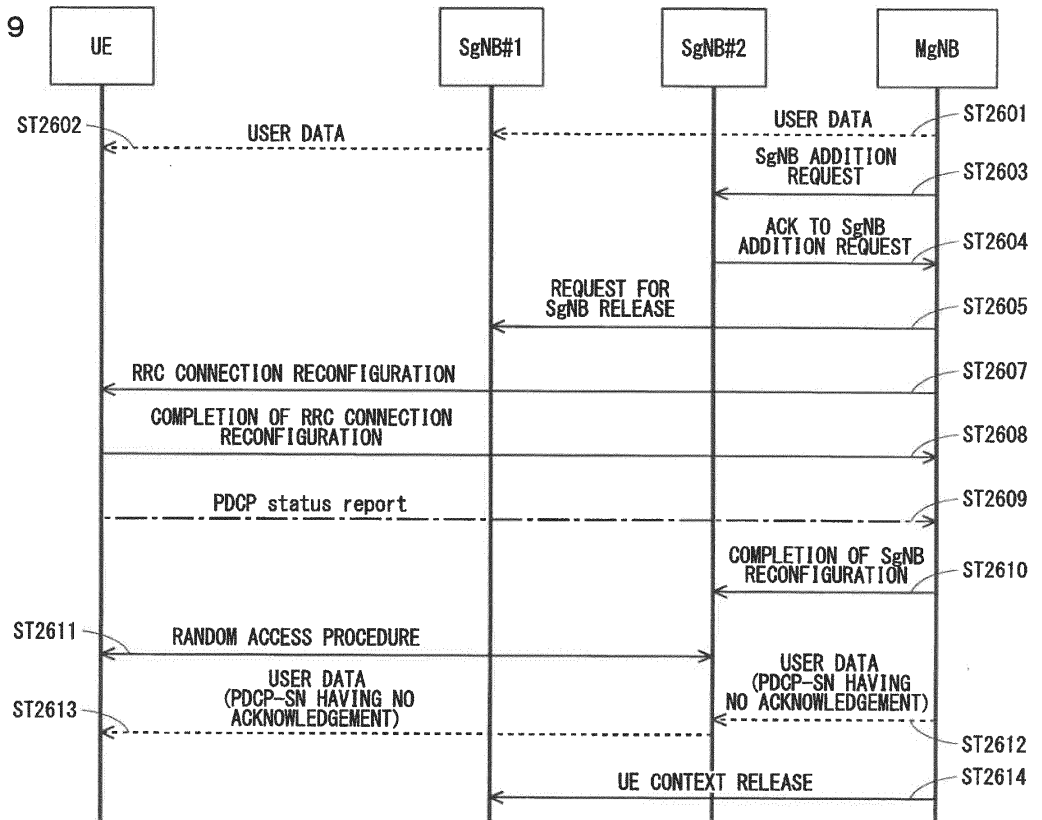 9
UE
SgNB#1
SgNB#2
MgNB
ST2602
USER DATA
USER DATA
ST2601
SgNB ADDITION
REQUEST
ST2603
ACK TO SgNB
ADDITION REQUEST
ST2604
REQUEST FOR
SgNB RELEASE
ST2605
RRC CONNECTION RECONFIGURATION
ST2607
COMPLETION OF RRC CONNECTION
RECONFIGURATION
ST2608
PDCP status report
ST2609
COMPLETION OF SgNB
RECONFIGURATION
ST2610
ST2611
RANDOM ACCESS PROCEDURE
USER DATA
(PDCP-SN HAVING NO
ACKNOWLEDGEMENT)
ST2613
USER DATA
(PDCP-SN HAVING
NO ACKNOWLEDGEMENT)
ST2612
UE CONTEXT RELEASE
ST2614